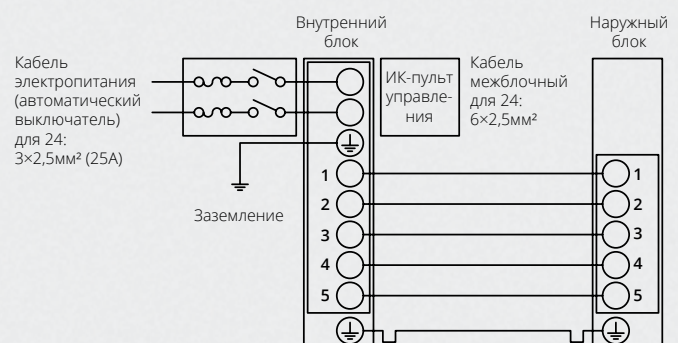 Внутренний
блок
Наружный
блок
Кабель
электропитания
(автоматический
выключатель)
для 24:
3×2,5мм² (25А)
ИК-пульт
управле-
ния
Кабель
межблочный
для 24:
6×2,5мм²
Заземление
1
2
3
4
5
1
2
3
4
5